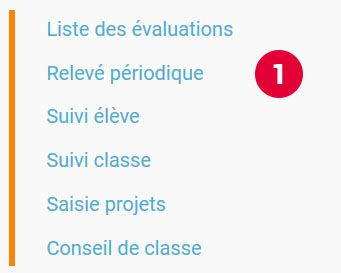 Liste des évaluations
Relevé périodique 1
Suivi élève
Suivi classe
Saisie projets
Conseil de classe